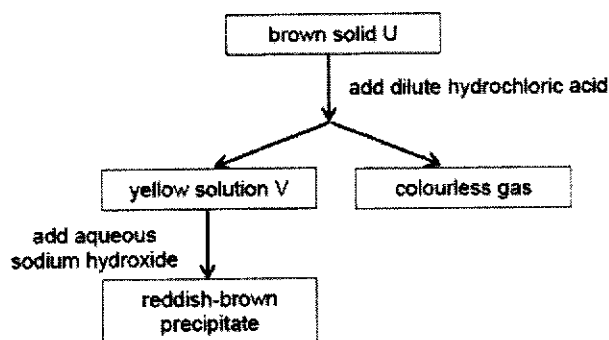 brown solid U
add dilute hydrochloric acid
yellow solution V
colourless gas
add aqueous
sodium hydroxide
reddish-brown
precipitate